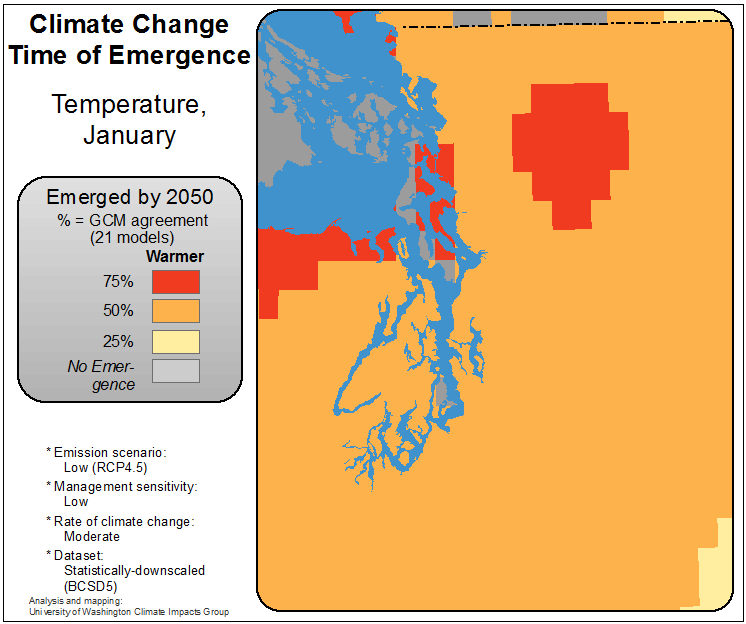 Climate Change
Time of Emergence
Temperature,
January
Emerged by 2050
% = GCM agreement
(21 models)
Warmer
75%
50%
25%
No Emer-
gence
* Emission scenario:
Low (RCP4.5)
* Management sensitivity:
Low
* Rate of climate change:
Moderate
* Dataset:
Statistically-downscaled
(BCSD5)
Analysis and mapping:
University of Washington Climate Impacts Group